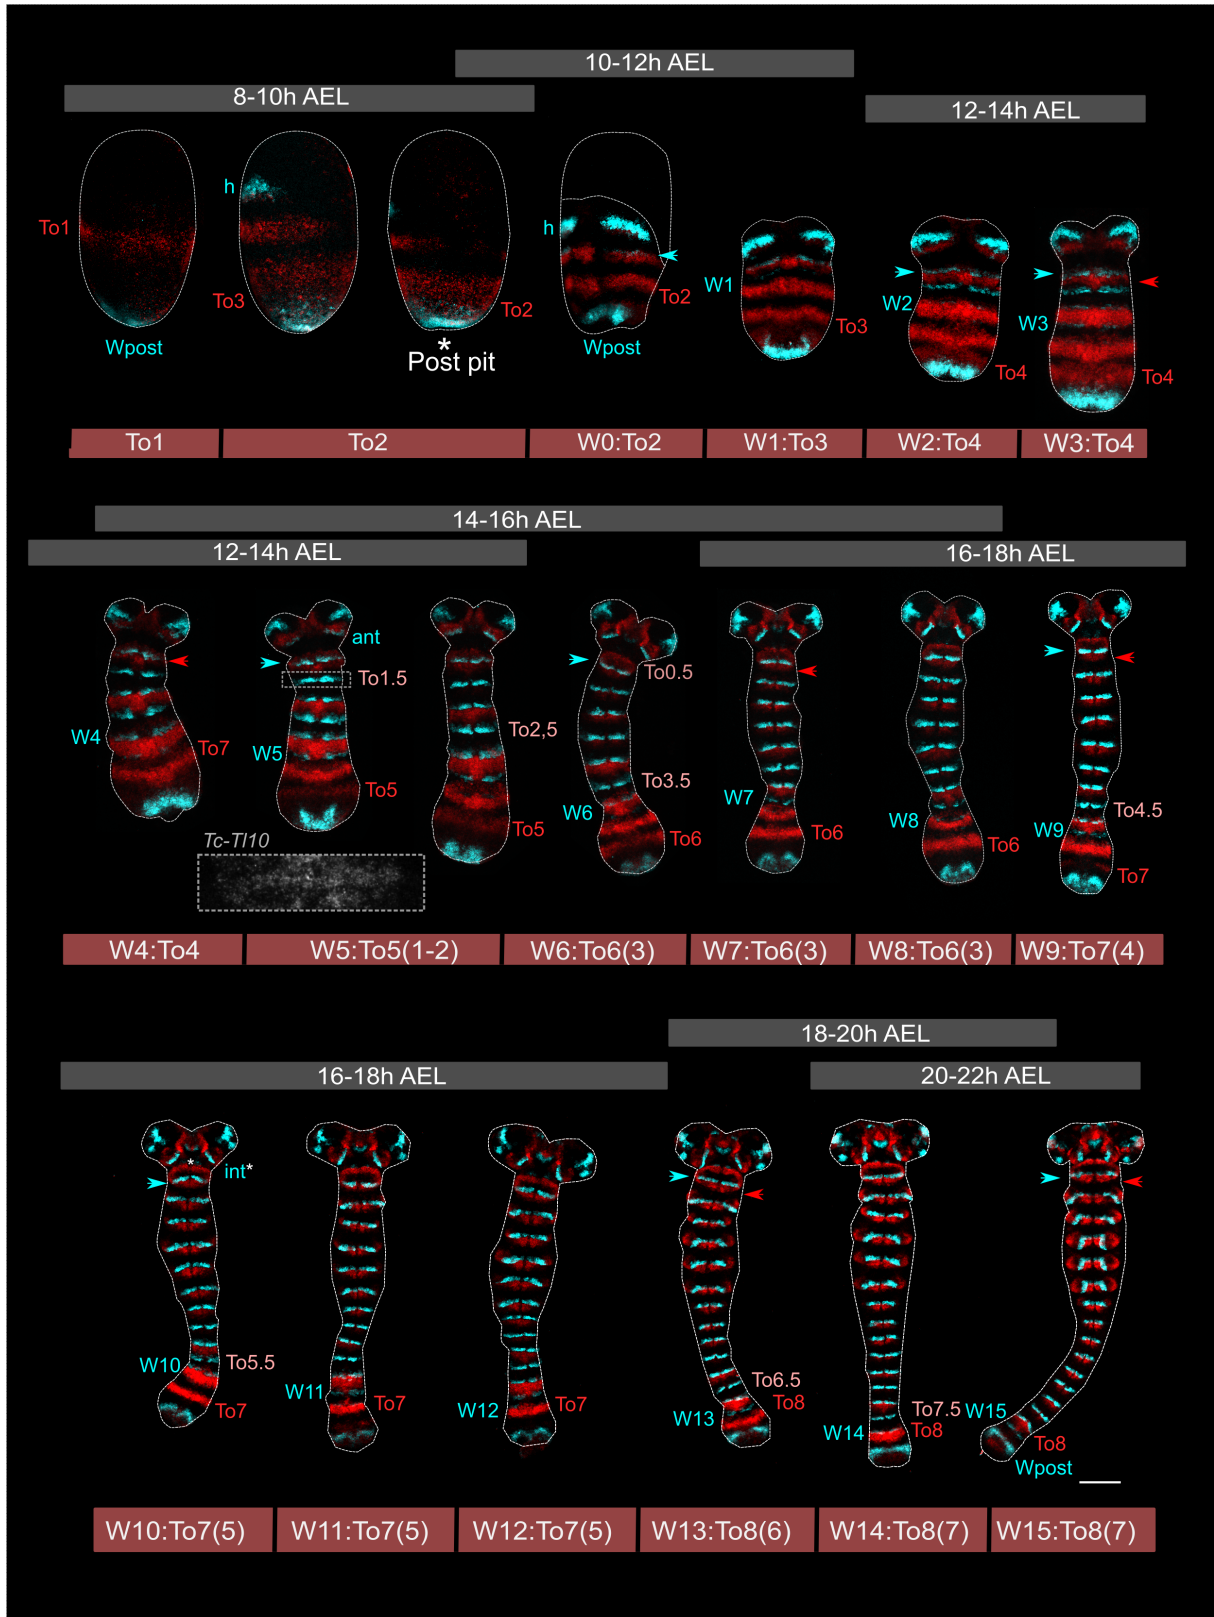 10-12h AEL
8-10h AEL
12-14h AEL
h
To1
To3
To2
Wpost
*
Post pit
h
To2
Wpost
W1
To3
W2
To4
W3
To4
To1
To2
W0:To2
W1:To3
W2:To4
W3:To4
14-16h AEL
12-14h AEL
16-18h AEL
ant
To1.5
To0.5
To2,5
W4
To7
W5
To5
To3.5
W6
To5
To6
W7
To6
W8
To6
To4.5
W9
To7
Tc-Tl10
W4:To4
W5:To5(1-2)
W6:To6(3)
W7:To6(3)
W8:To6(3)
W9:To7(4)
18-20h AEL
16-18h AEL
20-22h AEL
*
int*
W10
To5.5
To7
W11
To7
W12
To7
To6.5
W13
To8
To7.5
W14
To8
W15
To8
Wpost
W10:To7(5)
W11:To7(5)
W12:To7(5)
W13:To8(6)
W14:To8(7)
W15:To8(7)